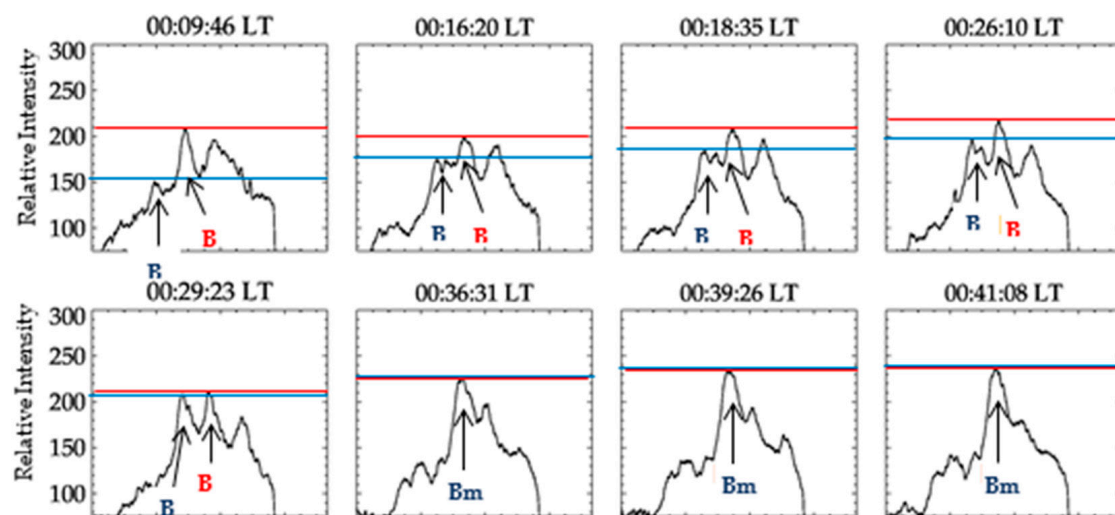 00:09:46 LT 00:16:20 LT 00:18:35 LT 00:26:10 LT
Relative Intensity
300
250
200
150
100
B B B B B B B
B
B
00:29:23 LT 00:36:31 LT 00:39:26 LT 00:41:08 LT
Relative Intensity
300
250
200
150
100
B Bm Bm Bm
B